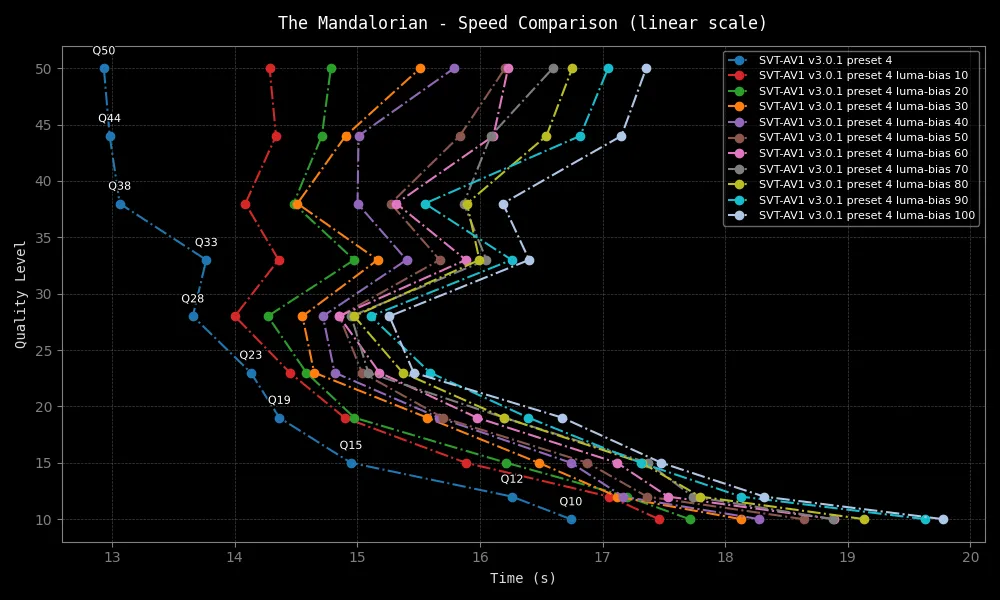 The Mandalorian - Speed Comparison (linear scale)
Quality Level
50
45
40
35
30
25
20
15
10
Q50
Q44
Q38
Q33
Q28
Q23
Q19
Q15
Q12
Q10
SVT-AV1 v3.0.1 preset 4
SVT-AV1 v3.0.1 preset 4 luma-bias 10
SVT-AV1 v3.0.1 preset 4 luma-bias 20
SVT-AV1 v3.0.1 preset 4 luma-bias 30
SVT-AV1 v3.0.1 preset 4 luma-bias 40
SVT-AV1 v3.0.1 preset 4 luma-bias 50
SVT-AV1 v3.0.1 preset 4 luma-bias 60
SVT-AV1 v3.0.1 preset 4 luma-bias 70
SVT-AV1 v3.0.1 preset 4 luma-bias 80
SVT-AV1 v3.0.1 preset 4 luma-bias 90
SVT-AV1 v3.0.1 preset 4 luma-bias 100
13 14 15 16 17 18 19 20
Time (s)